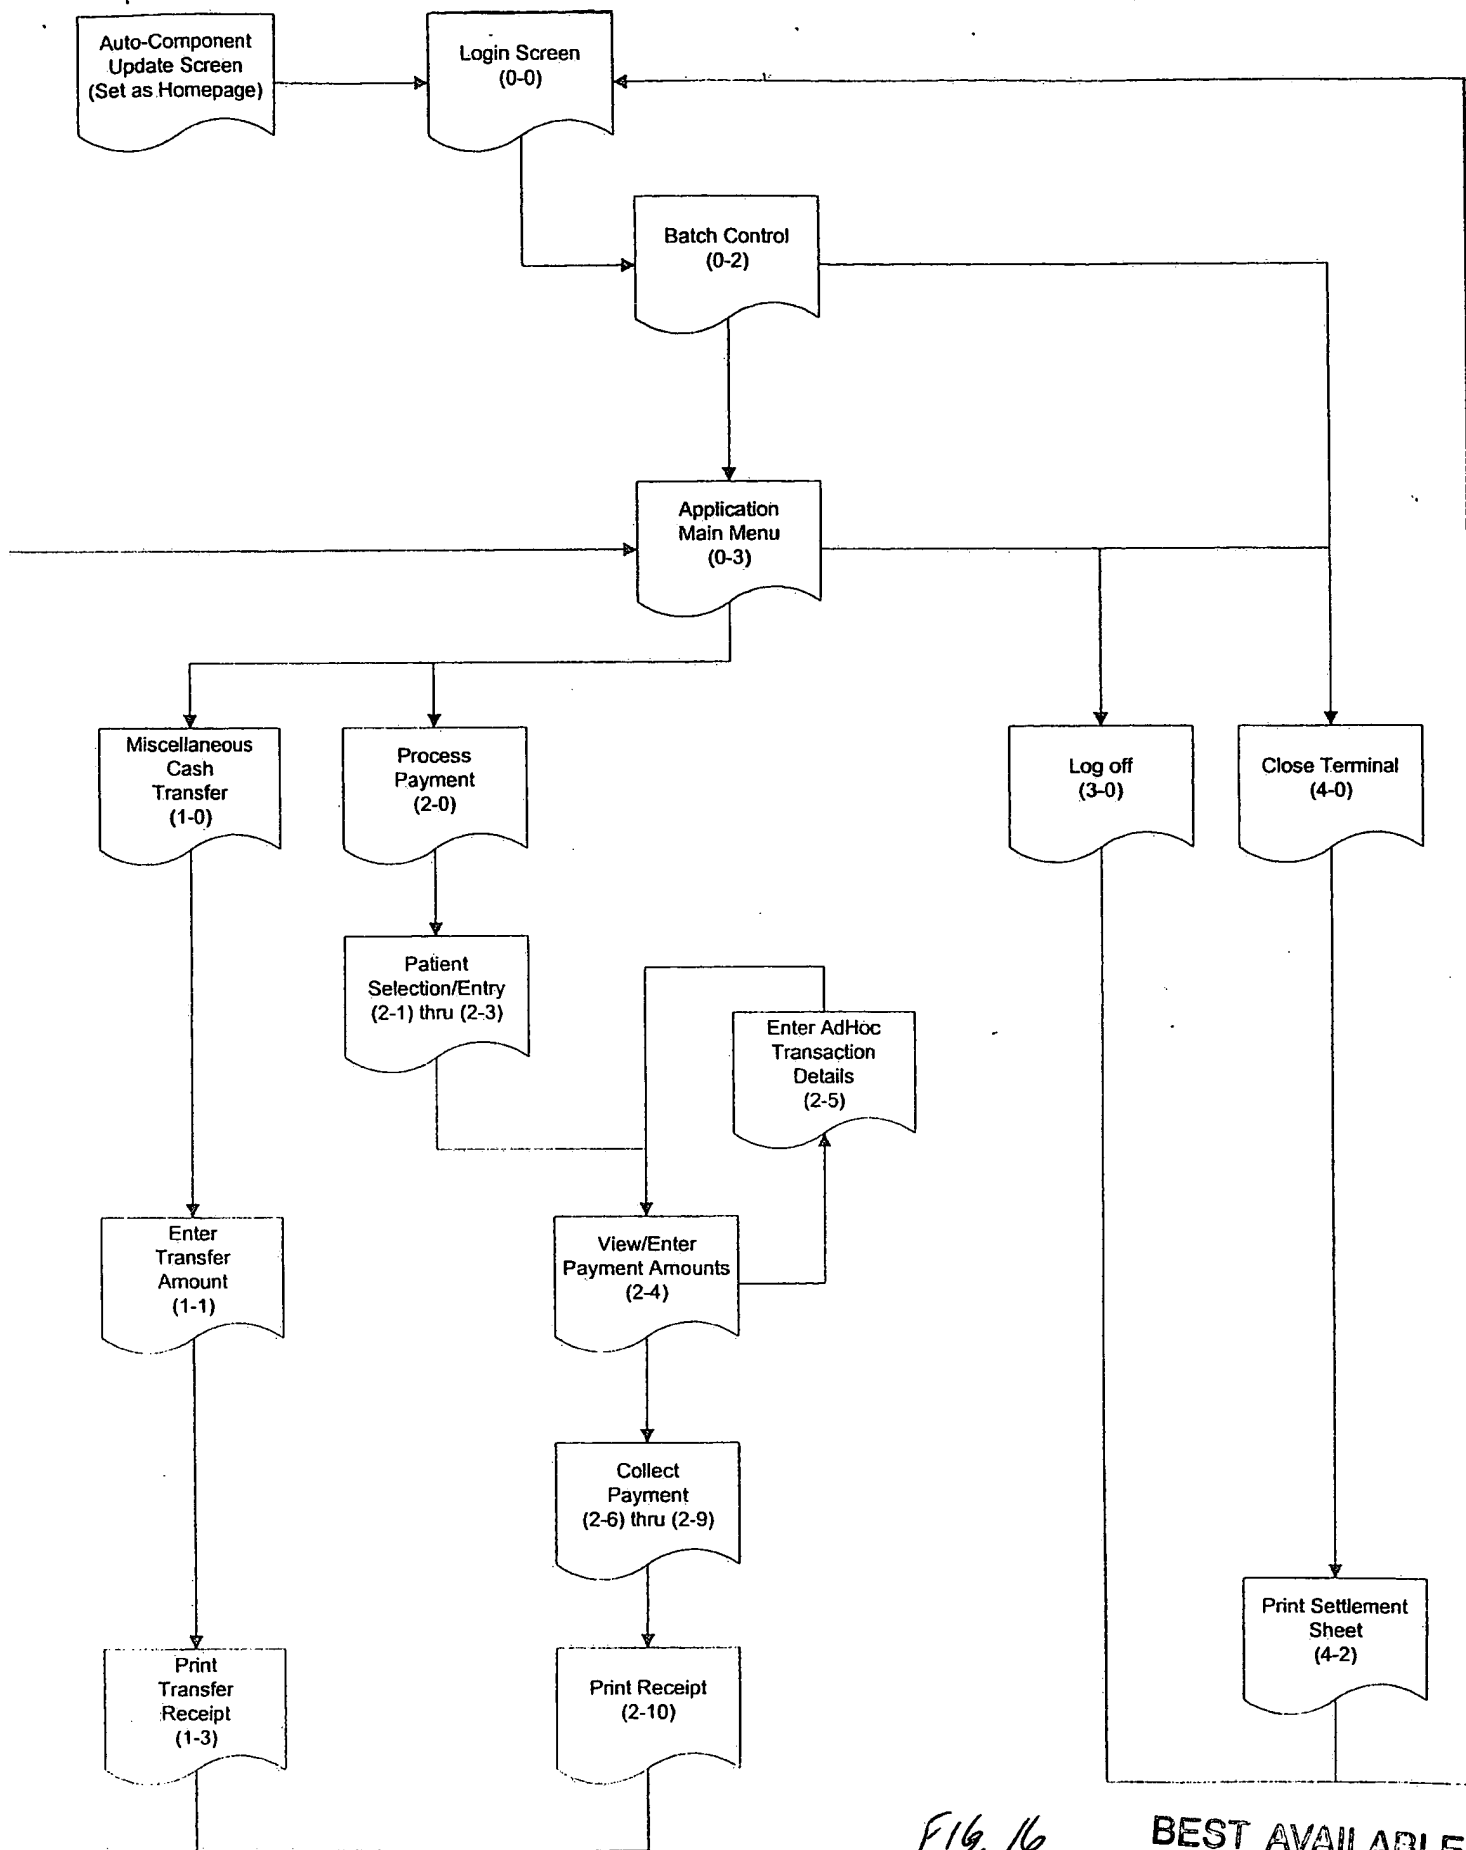 Auto-Component
Update Screen
(Set as Homepage)
Login Screen
(0-0)
Batch Control
(0-2)
Application
Main Menu
(0-3)
Miscellaneous
Cash
Transfer
(1-0)
Process
Payment
(2-0)
Log off
(3-0)
Close Terminal
(4-0)
Patient
Selection/Entry
(2-1) thru (2-3)
Enter AdHoc
Transaction
Details
(2-5)
Enter
Transfer
Amount
(1-1)
View/Enter
Payment Amounts
(2-4)
Collect
Payment
(2-6) thru (2-9)
Print Settlement
Sheet
(4-2)
Print
Transfer
Receipt
(1-3)
Print Receipt
(2-10)
FIG. 16
BEST AVAILABLE